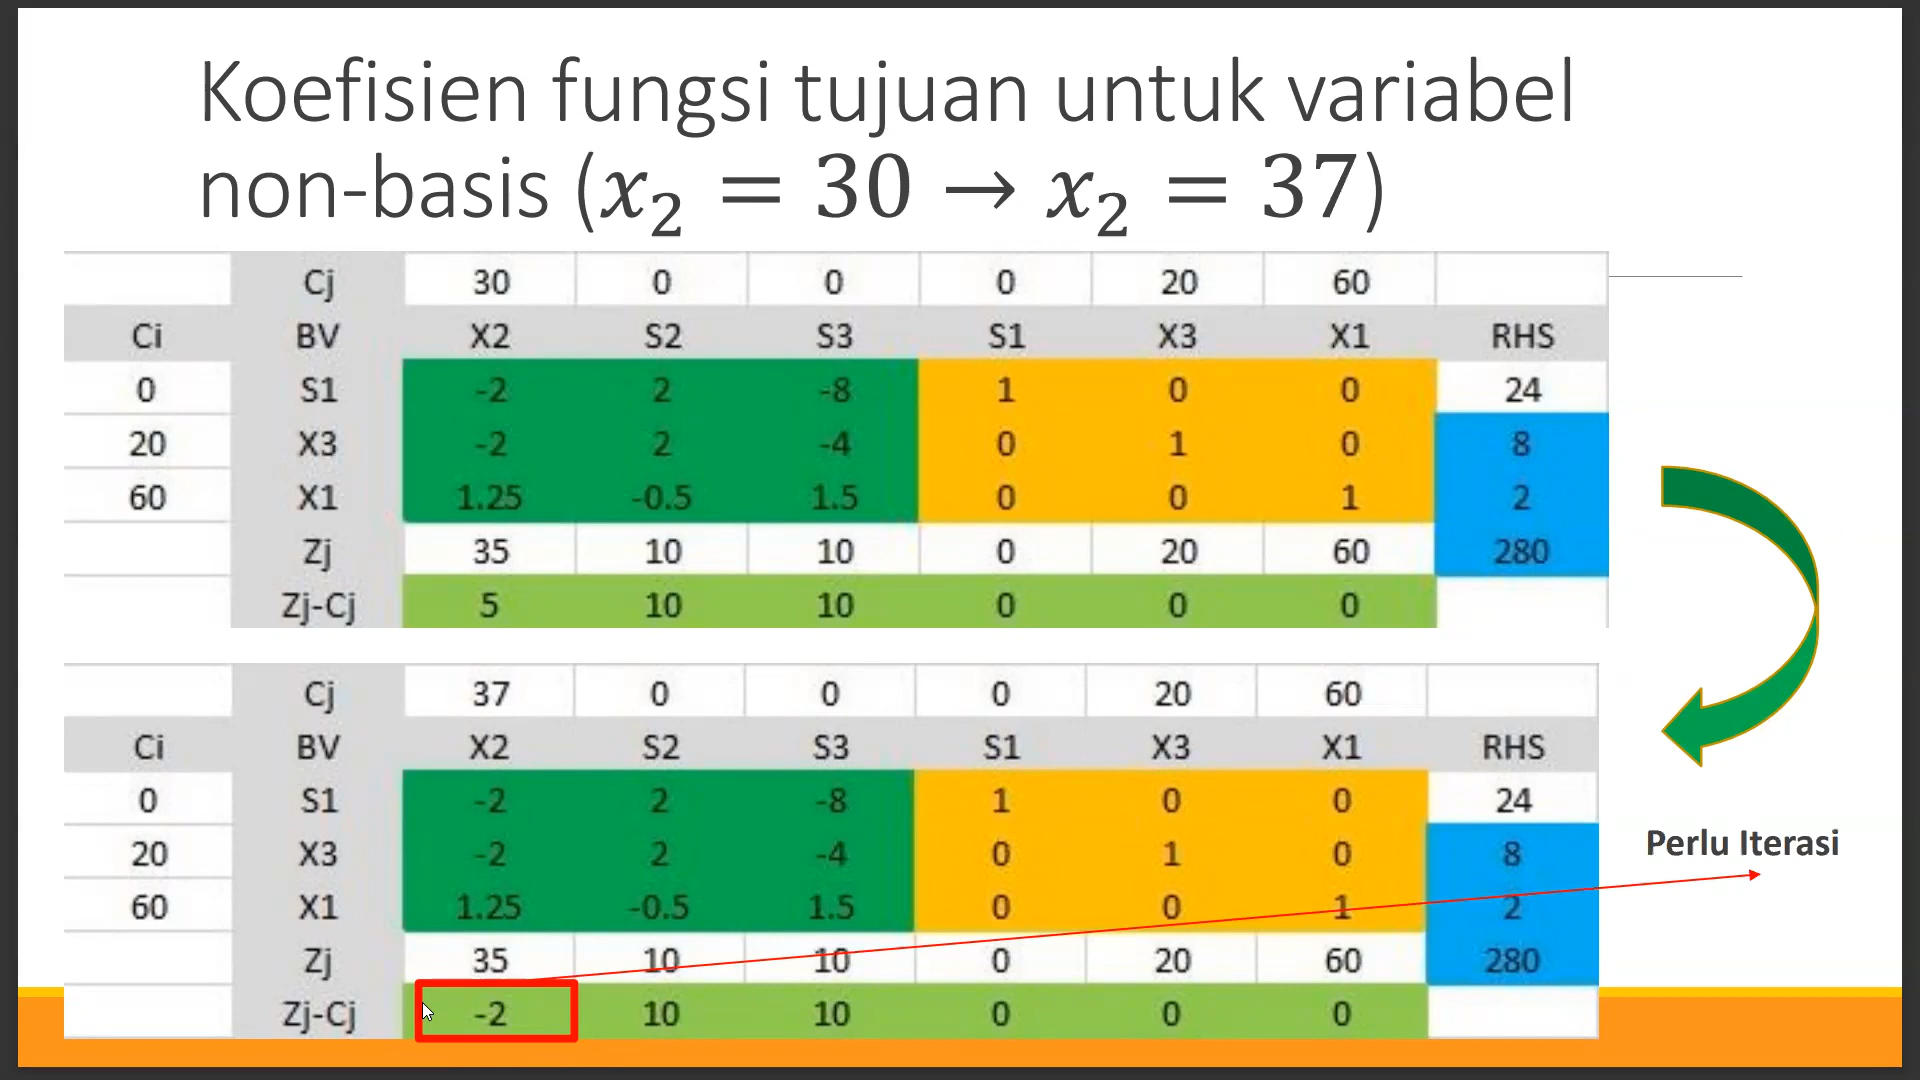 Koefisien fungsi tujuan untuk variabel
non-basis (𝑥₂ = 30 → 𝑥₂ = 37)
Cj 30 0 0 0 20 60
Ci BV X2 S2 S3 S1 X3 X1 RHS
0 S1 -2 2 -8 1 0 0 24
20 X3 -2 2 -4 0 1 0 8
60 X1 1.25 -0.5 1.5 0 0 1 2
Zj 35 10 10 0 20 60 280
Zj-Cj 5 10 10 0 0 0
Cj 37 0 0 0 20 60
Ci BV X2 S2 S3 S1 X3 X1 RHS
0 S1 -2 2 -8 1 0 0 24
20 X3 -2 2 -4 0 1 0 8
Perlu Iterasi
60 X1 1.25 -0.5 1.5 0 0 1 2
Zj 35 10 10 0 20 60 280
Zj-Cj -2 10 10 0 0 0